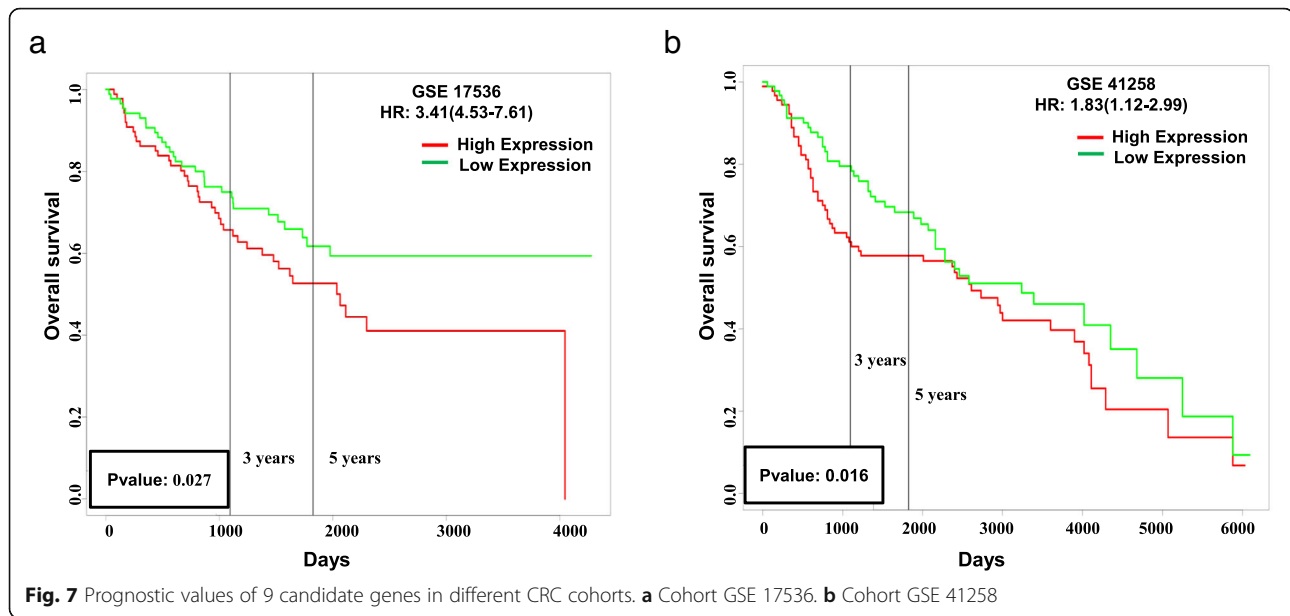 a
GSE 17536
HR: 3.41(4.53-7.61)
High Expression
Low Expression
Overall survival
1.0
0.8
0.6
0.4
0.2
0.0
3 years
5 years
Pvalue: 0.027
0
1000
2000
3000
4000
Days
b
GSE 41258
HR: 1.83(1.12-2.99)
High Expression
Low Expression
Overall survival
1.0
0.8
0.6
0.4
0.2
0.0
3 years
5 years
Pvalue: 0.016
0
1000
2000
3000
4000
6000
Days
Fig. 7 Prognostic values of 9 candidate genes in different CRC cohorts. a Cohort GSE 17536. b Cohort GSE 41258